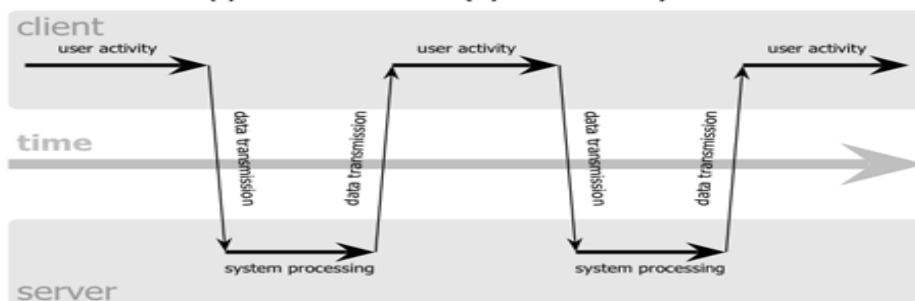 client
user activity
user activity
user activity
data transmission
data transmission
data transmission
data transmission
time
system processing
system processing
server